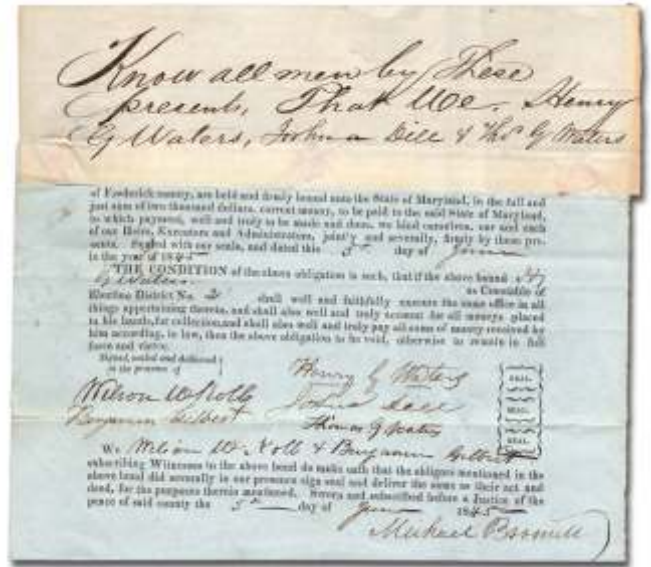 Know all men by These
presents, That We. Henry
G Waters, John a Dill & Thos G Waters
of Frederick county, are held and firmly bound unto the State of Maryland, in the full and
just sum of two thousand dollars, current money, to be paid to the said State of Maryland,
to which payment, well and truly to be made and done, we bind ourselves, our and each
of our Heirs, Executors and Administrators, jointly and severally, firmly by these pre-
sents. Sealed with our seals, and dated this 5th day of June
in the year of 1845
THE CONDITION of the above obligation is such, that if the above bound
G Waters as Constable of
Election District No. 2 shall well and faithfully execute the same office in all
things appertaining thereto, and shall also well and truly account for all moneys placed
in his hands, for collection, and shall also well and truly pay all sums of money received by
him according to law, then the above obligation to be void, otherwise to remain in full
force and virtue.
Signed, sealed and delivered
in the presence of
Henry G Waters SEAL.
John a Dill SEAL.
Thomas G Waters SEAL.
Benjamin Gilbert
We & Benjamin Gilbert
subscribing Witnesses to the above bond do make oath that the obligors mentioned in the
above bond did severally in our presence sign seal and deliver the same as their act and
deed, for the purposes therein mentioned. Sworn and subscribed before a Justice of the
peace of said county the 5th day of June 1845
Michael